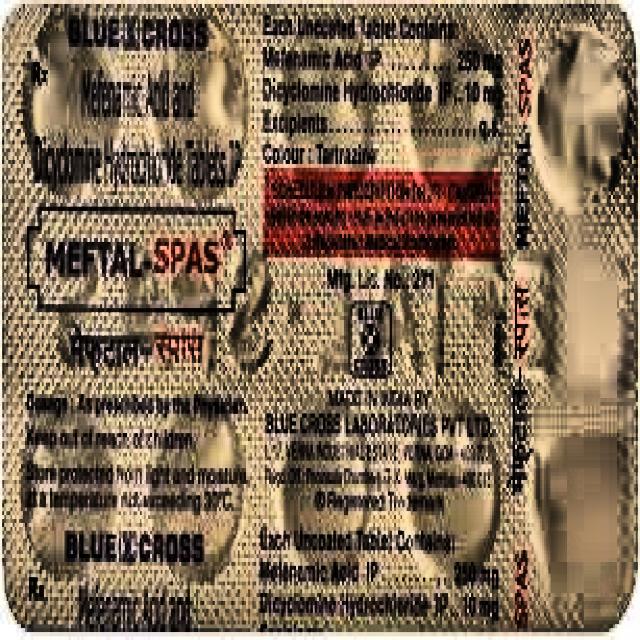 BLUE CROSS
Rx
Mefenamic Acid and
Dicyclomine Hydrochloride Tablets IP
MEFTAL-SPAS
मेफ्टाल-स्पास
Dosage : As prescribed by the Physician.
Keep out of reach of children.
Store protected from light and moisture,
at a temperature not exceeding 30°C.
BLUE CROSS
Rx
Mefenamic Acid and
Each Uncoated Tablet Contains:
Mefenamic Acid IP .......... 250 mg
Dicyclomine Hydrochloride IP .. 10 mg
Excipients.......................q.s.
Colour : Tartrazine
Mfg. Lic. No.: 271
BLUE
CROSS
MADE IN INDIA BY
BLUE CROSS LABORATORIES PVT LTD.
® Registered Trademark
Each Uncoated Tablet Contains:
Mefenamic Acid IP .......... 250 mg
Dicyclomine Hydrochloride IP .. 10 mg
MEFTAL-SPAS
मेफ्टाल-स्पास
SPAS